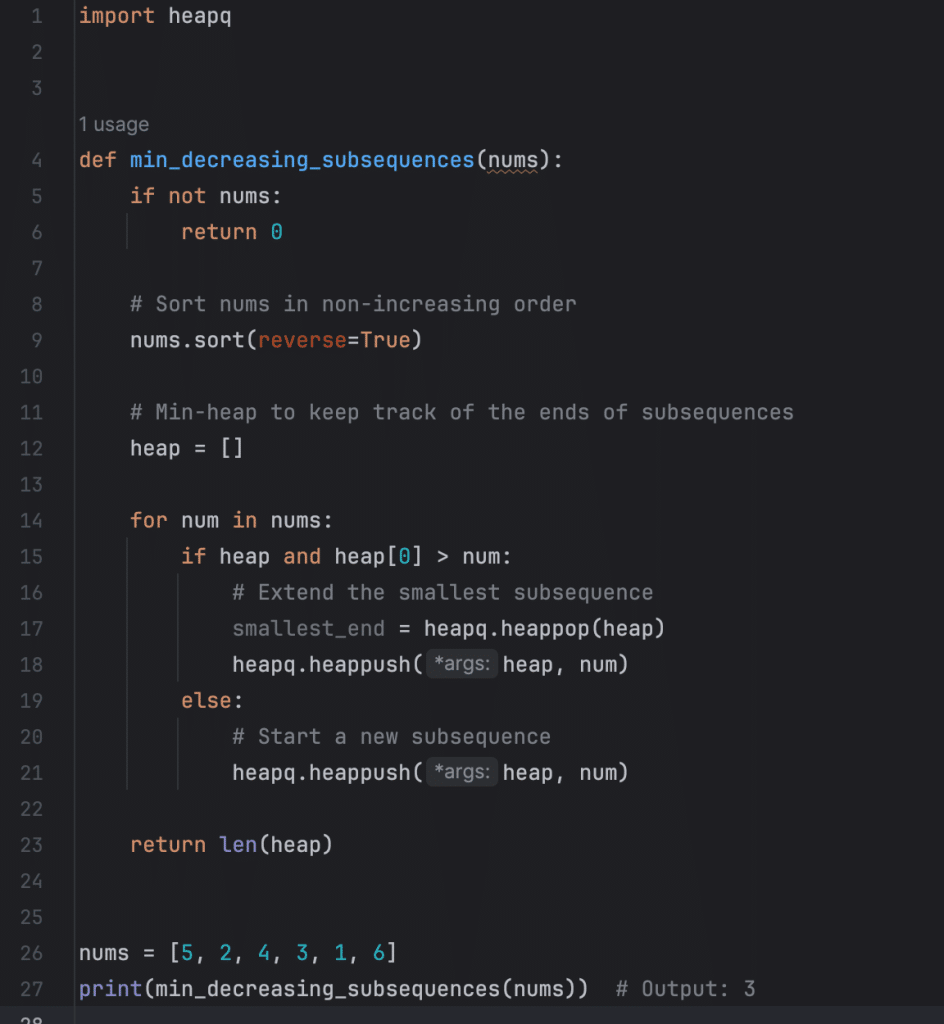 1 import heapq
2
3
1 usage
4 def min_decreasing_subsequences(nums):
5     if not nums:
6         return 0
7
8     # Sort nums in non-increasing order
9     nums.sort(reverse=True)
10
11     # Min-heap to keep track of the ends of subsequences
12     heap = []
13
14     for num in nums:
15         if heap and heap[0] > num:
16             # Extend the smallest subsequence
17             smallest_end = heapq.heappop(heap)
18             heapq.heappush( *args: heap, num)
19         else:
20             # Start a new subsequence
21             heapq.heappush( *args: heap, num)
22
23     return len(heap)
24
25
26 nums = [5, 2, 4, 3, 1, 6]
27 print(min_decreasing_subsequences(nums))  # Output: 3
28